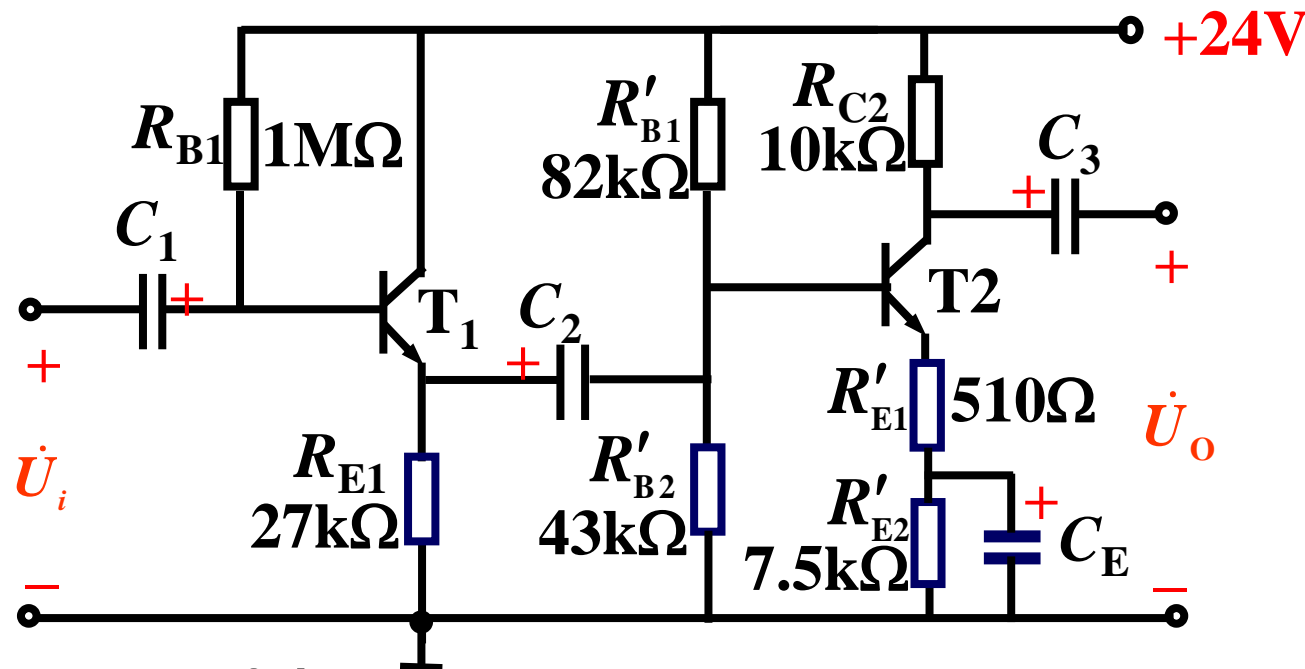 +24V
R_B1 1MΩ
R'_B1
82kΩ
R_C2
10kΩ
C_3
+
C_1
+
T_1
C_2
+
T2
+
+
R'_E1 510Ω
U̇_i
U̇_O
R_E1
27kΩ
R'_B2
43kΩ
R'_E2
7.5kΩ
+
C_E
–
–